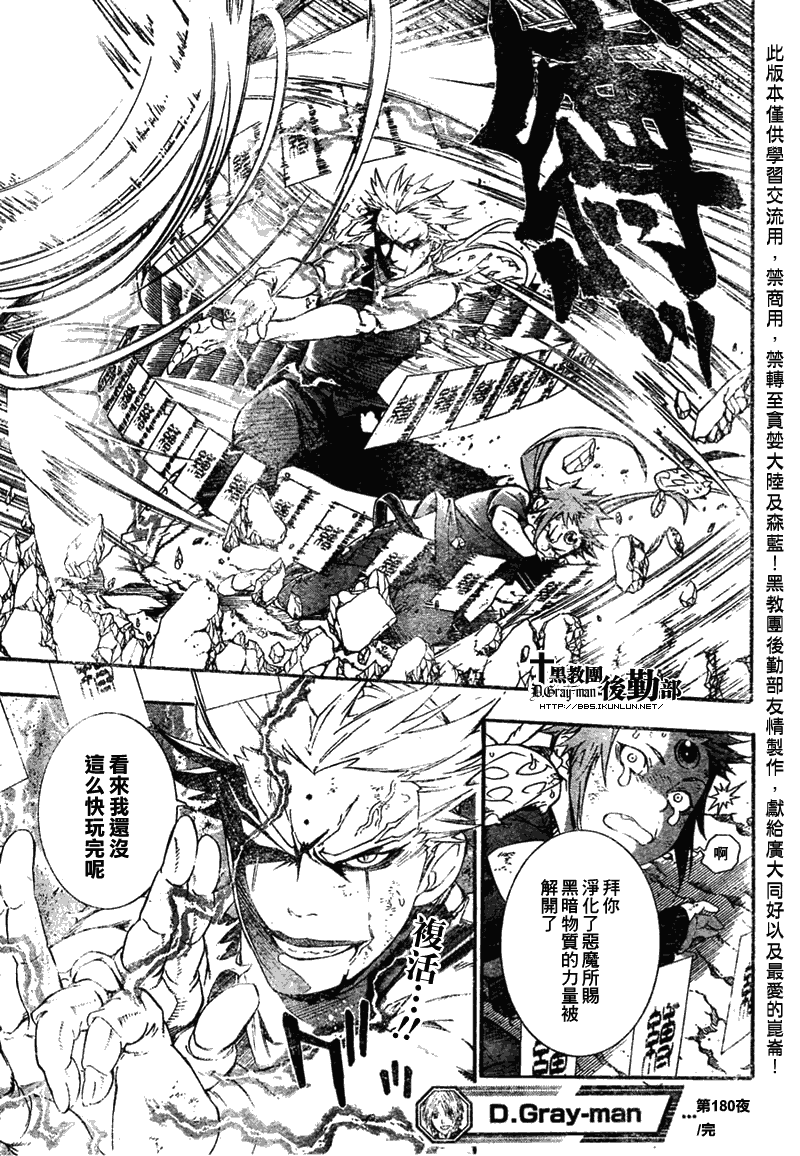 此版本僅供學習交流用，禁商用，禁轉至貪婪大陸及森藍！黑教團後勤部友情製作，獻給廣大同好以及最愛的崑崙！
黑教團
D.Gray-man 後勤部
HTTP://BBS.IKUNLUN.NET/
啊
拜你
淨化了惡魔所賜
黑暗物質的力量被
解開了
復活…!!
看來我還沒
這么快玩完呢
D.Gray-man
…第180夜
/完